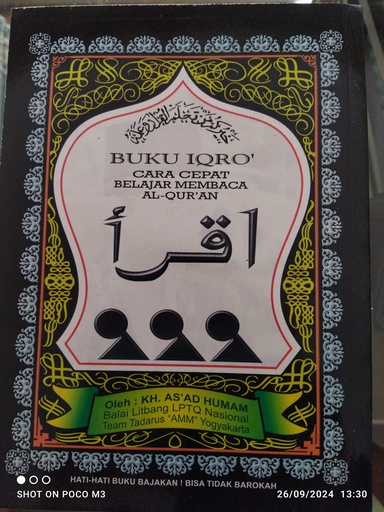 BUKU IQRO'
CARA CEPAT
BELAJAR MEMBACA
AL-QUR'AN
اقرأ
Oleh : KH. AS'AD HUMAM
Balai Litbang LPTQ Nasional
Team Tadarus "AMM" Yogyakarta
HATI-HATI BUKU BAJAKAN ! BISA TIDAK BAROKAH
SHOT ON POCO M3
26/09/2024 13:30